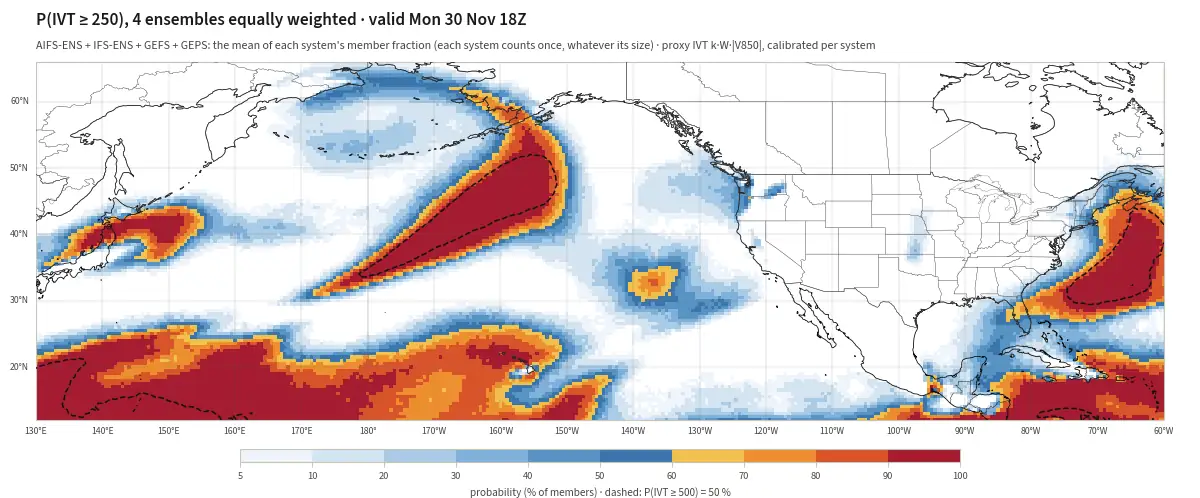 P(IVT ≥ 250), 4 ensembles equally weighted · valid Mon 30 Nov 18Z
AIFS-ENS + IFS-ENS + GEFS + GEPS: the mean of each system's member fraction (each system counts once, whatever its size) · proxy IVT k·W·|V850|, calibrated per system
60°N
50°N
40°N
30°N
20°N
130°E 140°E 150°E 160°E 170°E 180° 170°W 160°W 150°W 140°W 130°W 120°W 110°W 100°W 90°W 80°W 70°W 60°W
5 10 20 30 40 50 60 70 80 90 100
probability (% of members) · dashed: P(IVT ≥ 500) = 50 %